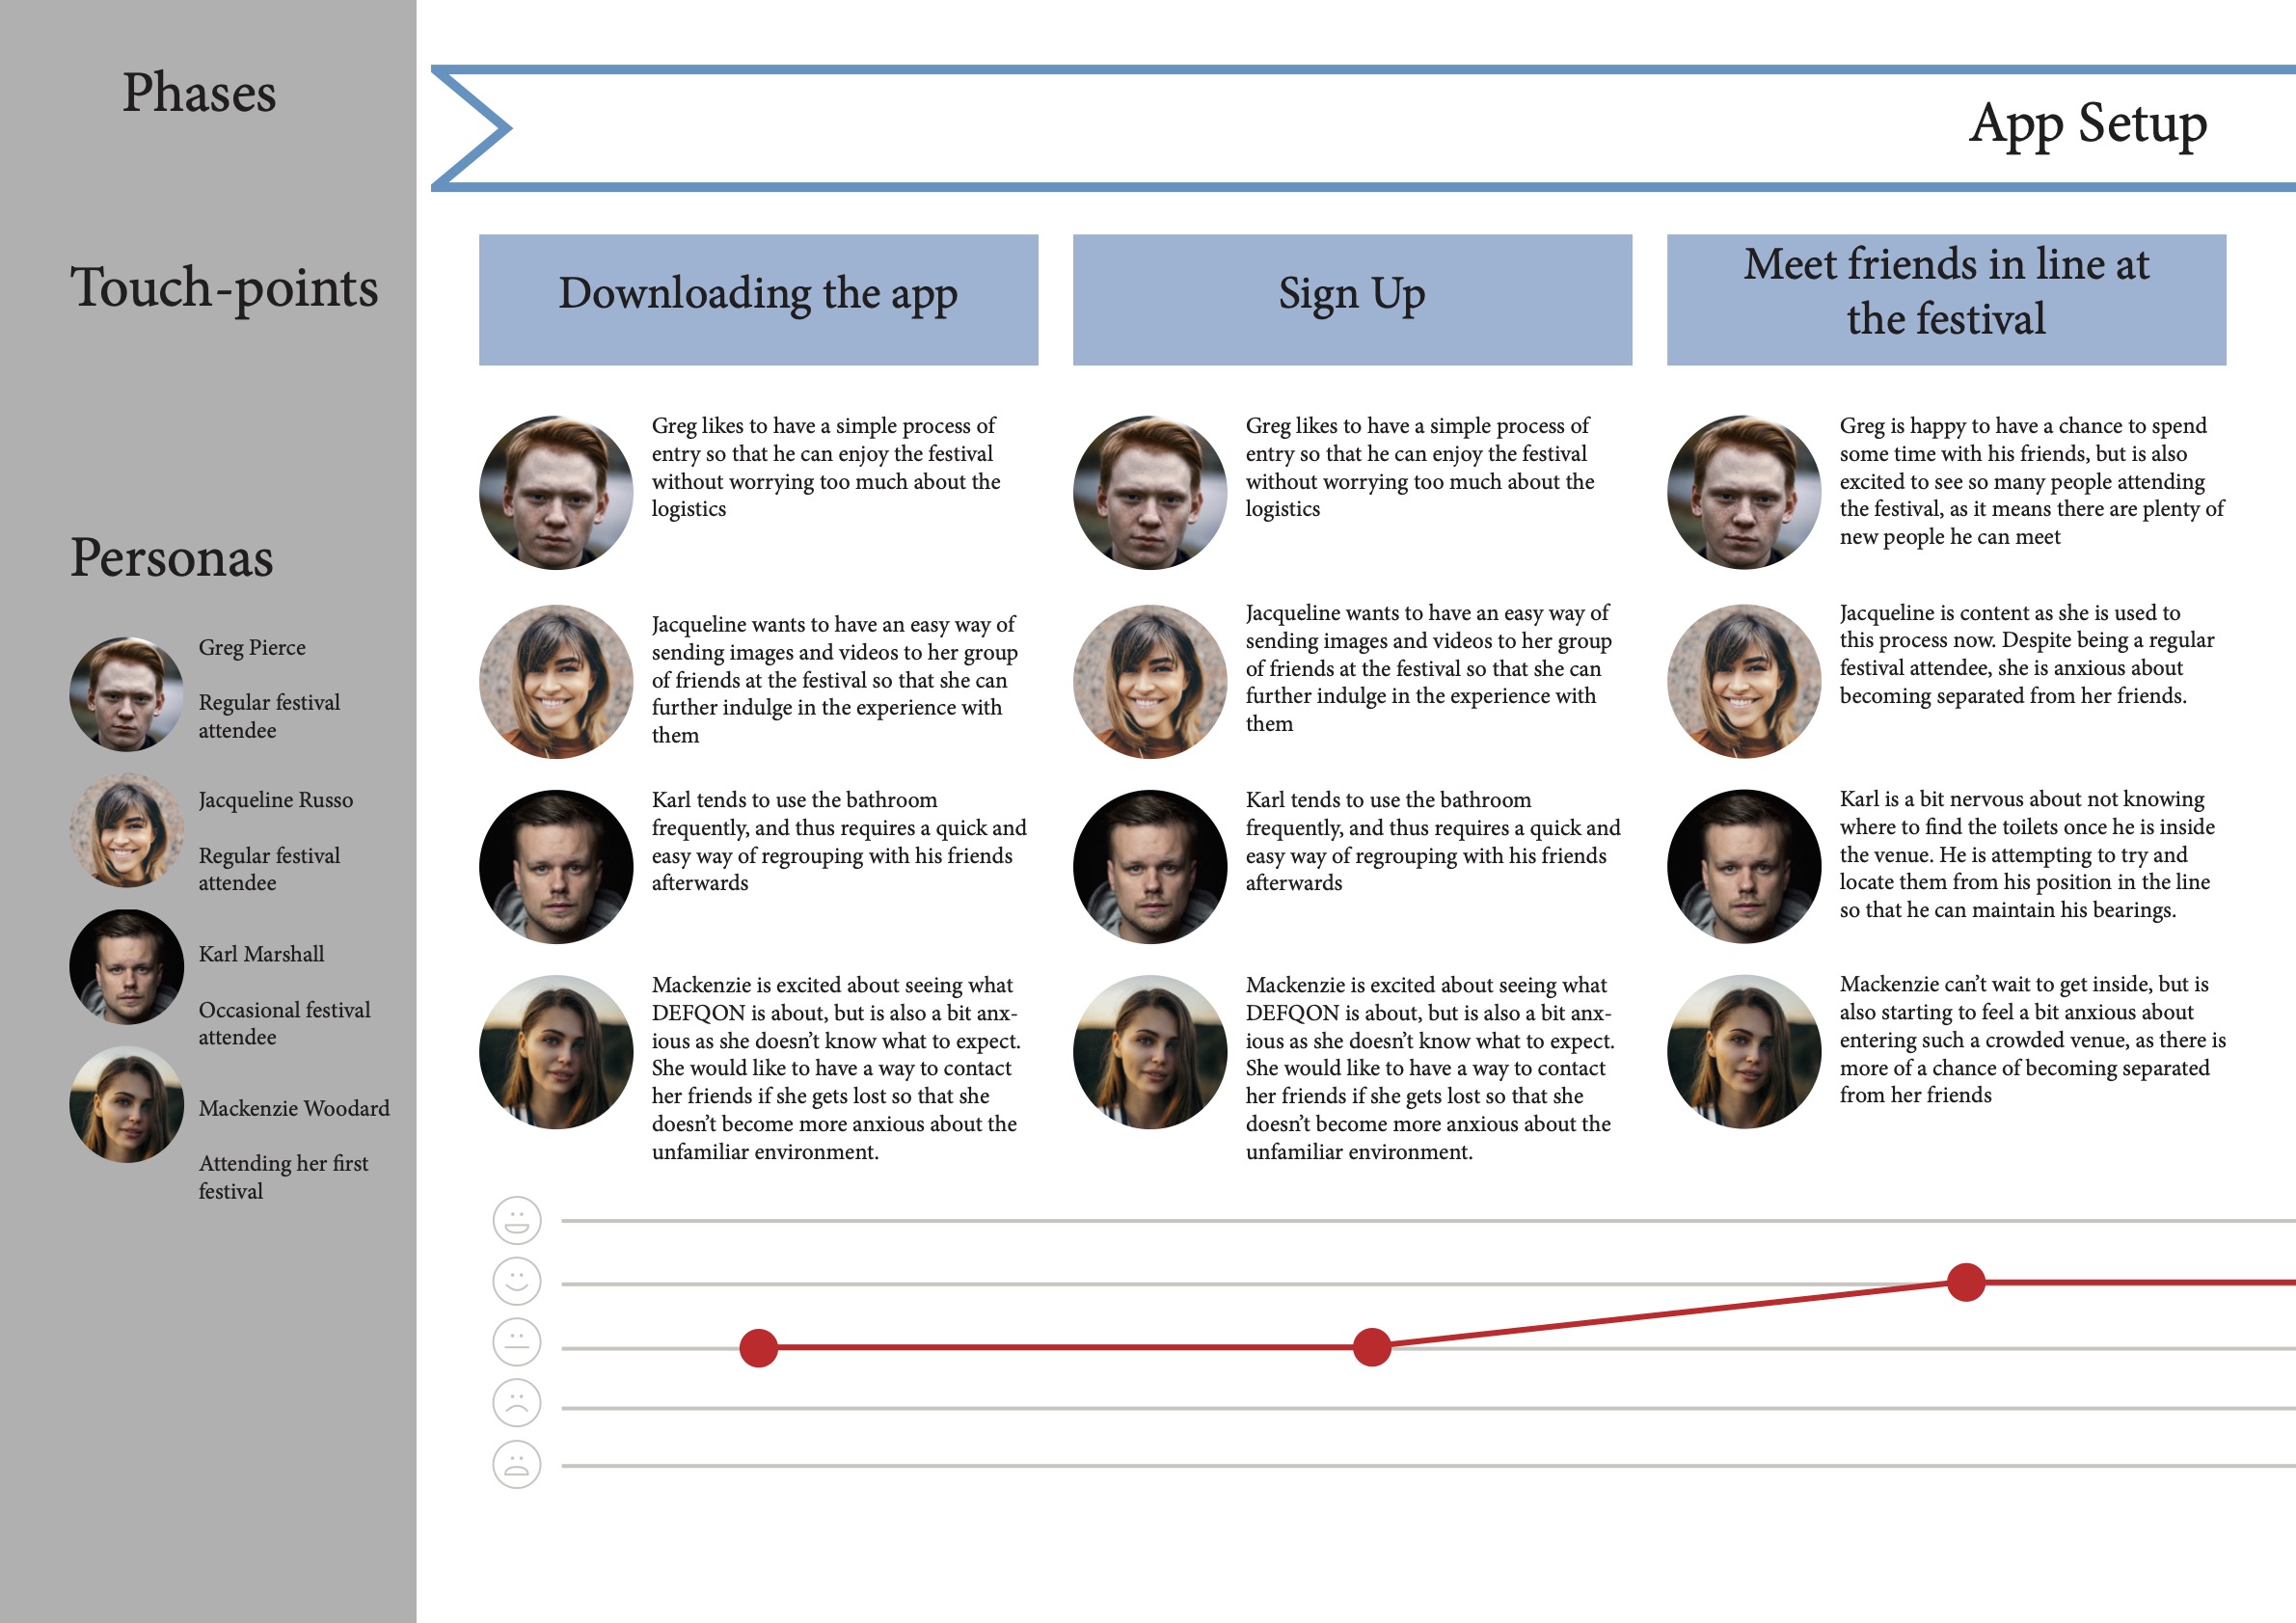 Phases
App Setup
Touch-points
Downloading the app
Sign Up
Meet friends in line at
the festival
Personas
Greg Pierce
Regular festival
attendee
Jacqueline Russo
Regular festival
attendee
Karl Marshall
Occasional festival
attendee
Mackenzie Woodard
Attending her first
festival
Greg likes to have a simple process of
entry so that he can enjoy the festival
without worrying too much about the
logistics
Jacqueline wants to have an easy way of
sending images and videos to her group
of friends at the festival so that she can
further indulge in the experience with
them
Karl tends to use the bathroom
frequently, and thus requires a quick and
easy way of regrouping with his friends
afterwards
Mackenzie is excited about seeing what
DEFQON is about, but is also a bit anx-
ious as she doesn’t know what to expect.
She would like to have a way to contact
her friends if she gets lost so that she
doesn’t become more anxious about the
unfamiliar environment.
Greg likes to have a simple process of
entry so that he can enjoy the festival
without worrying too much about the
logistics
Jacqueline wants to have an easy way of
sending images and videos to her group
of friends at the festival so that she can
further indulge in the experience with
them
Karl tends to use the bathroom
frequently, and thus requires a quick and
easy way of regrouping with his friends
afterwards
Mackenzie is excited about seeing what
DEFQON is about, but is also a bit anx-
ious as she doesn’t know what to expect.
She would like to have a way to contact
her friends if she gets lost so that she
doesn’t become more anxious about the
unfamiliar environment.
Greg is happy to have a chance to spend
some time with his friends, but is also
excited to see so many people attending
the festival, as it means there are plenty of
new people he can meet
Jacqueline is content as she is used to
this process now. Despite being a regular
festival attendee, she is anxious about
becoming separated from her friends.
Karl is a bit nervous about not knowing
where to find the toilets once he is inside
the venue. He is attempting to try and
locate them from his position in the line
so that he can maintain his bearings.
Mackenzie can’t wait to get inside, but is
also starting to feel a bit anxious about
entering such a crowded venue, as there is
more of a chance of becoming separated
from her friends